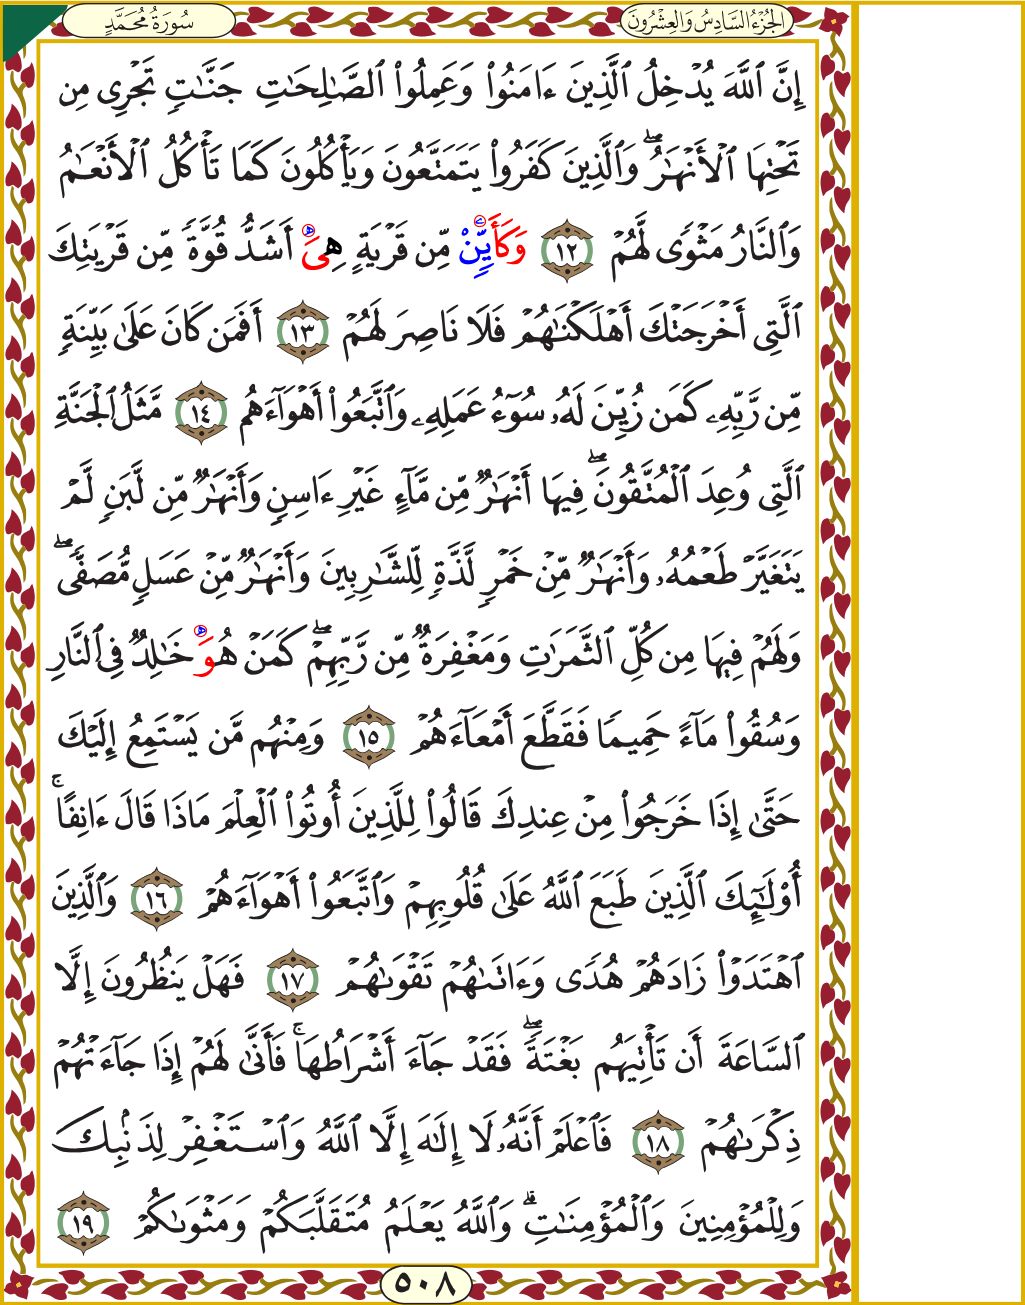 الجُزْءُ السَّادِسُ وَالعِشْرُونَ
سُورَةُ مُحَمَّدٍ
إِنَّ ٱللَّهَ يُدْخِلُ ٱلَّذِينَ ءَامَنُوا۟ وَعَمِلُوا۟ ٱلصَّـٰلِحَـٰتِ جَنَّـٰتٍ تَجْرِى مِن
تَحْتِهَا ٱلْأَنْهَـٰرُ ۖ وَٱلَّذِينَ كَفَرُوا۟ يَتَمَتَّعُونَ وَيَأْكُلُونَ كَمَا تَأْكُلُ ٱلْأَنْعَـٰمُ
وَٱلنَّارُ مَثْوًى لَّهُمْ ١٢ وَكَأَيِّنْ مِّن قَرْيَةٍ هِىَ أَشَدُّ قُوَّةً مِّن قَرْيَتِكَ
ٱلَّتِى أَخْرَجَتْكَ أَهْلَكْنَـٰهُمْ فَلَا نَاصِرَ لَهُمْ ١٣ أَفَمَن كَانَ عَلَىٰ بَيِّنَةٍ
مِّن رَّبِّهِۦ كَمَن زُيِّنَ لَهُۥ سُوٓءُ عَمَلِهِۦ وَٱتَّبَعُوٓا۟ أَهْوَآءَهُم ١٤ مَّثَلُ ٱلْجَنَّةِ
ٱلَّتِى وُعِدَ ٱلْمُتَّقُونَ ۖ فِيهَا أَنْهَـٰرٌ مِّن مَّآءٍ غَيْرِ ءَاسِنٍ وَأَنْهَـٰرٌ مِّن لَّبَنٍ لَّمْ
يَتَغَيَّرْ طَعْمُهُۥ وَأَنْهَـٰرٌ مِّنْ خَمْرٍ لَّذَّةٍ لِّلشَّـٰرِبِينَ وَأَنْهَـٰرٌ مِّنْ عَسَلٍ مُّصَفًّى ۖ
وَلَهُمْ فِيهَا مِن كُلِّ ٱلثَّمَرَٰتِ وَمَغْفِرَةٌ مِّن رَّبِّهِمْ ۖ كَمَنْ هُوَ خَـٰلِدٌ فِى ٱلنَّارِ
وَسُقُوا۟ مَآءً حَمِيمًا فَقَطَّعَ أَمْعَآءَهُمْ ١٥ وَمِنْهُم مَّن يَسْتَمِعُ إِلَيْكَ
حَتَّىٰ إِذَا خَرَجُوا۟ مِنْ عِندِكَ قَالُوا۟ لِلَّذِينَ أُوتُوا۟ ٱلْعِلْمَ مَاذَا قَالَ ءَانِفًا ۚ
أُو۟لَـٰٓئِكَ ٱلَّذِينَ طَبَعَ ٱللَّهُ عَلَىٰ قُلُوبِهِمْ وَٱتَّبَعُوا۟ أَهْوَآءَهُمْ ١٦ وَٱلَّذِينَ
ٱهْتَدَوْا۟ زَادَهُمْ هُدًى وَءَاتَىٰهُمْ تَقْوَىٰهُمْ ١٧ فَهَلْ يَنظُرُونَ إِلَّا
ٱلسَّاعَةَ أَن تَأْتِيَهُم بَغْتَةً ۖ فَقَدْ جَآءَ أَشْرَاطُهَا ۚ فَأَنَّىٰ لَهُمْ إِذَا جَآءَتْهُمْ
ذِكْرَىٰهُمْ ١٨ فَٱعْلَمْ أَنَّهُۥ لَا إِلَـٰهَ إِلَّا ٱللَّهُ وَٱسْتَغْفِرْ لِذَنۢبِكَ
وَلِلْمُؤْمِنِينَ وَٱلْمُؤْمِنَـٰتِ ۗ وَٱللَّهُ يَعْلَمُ مُتَقَلَّبَكُمْ وَمَثْوَىٰكُمْ ١٩
٥٠٨